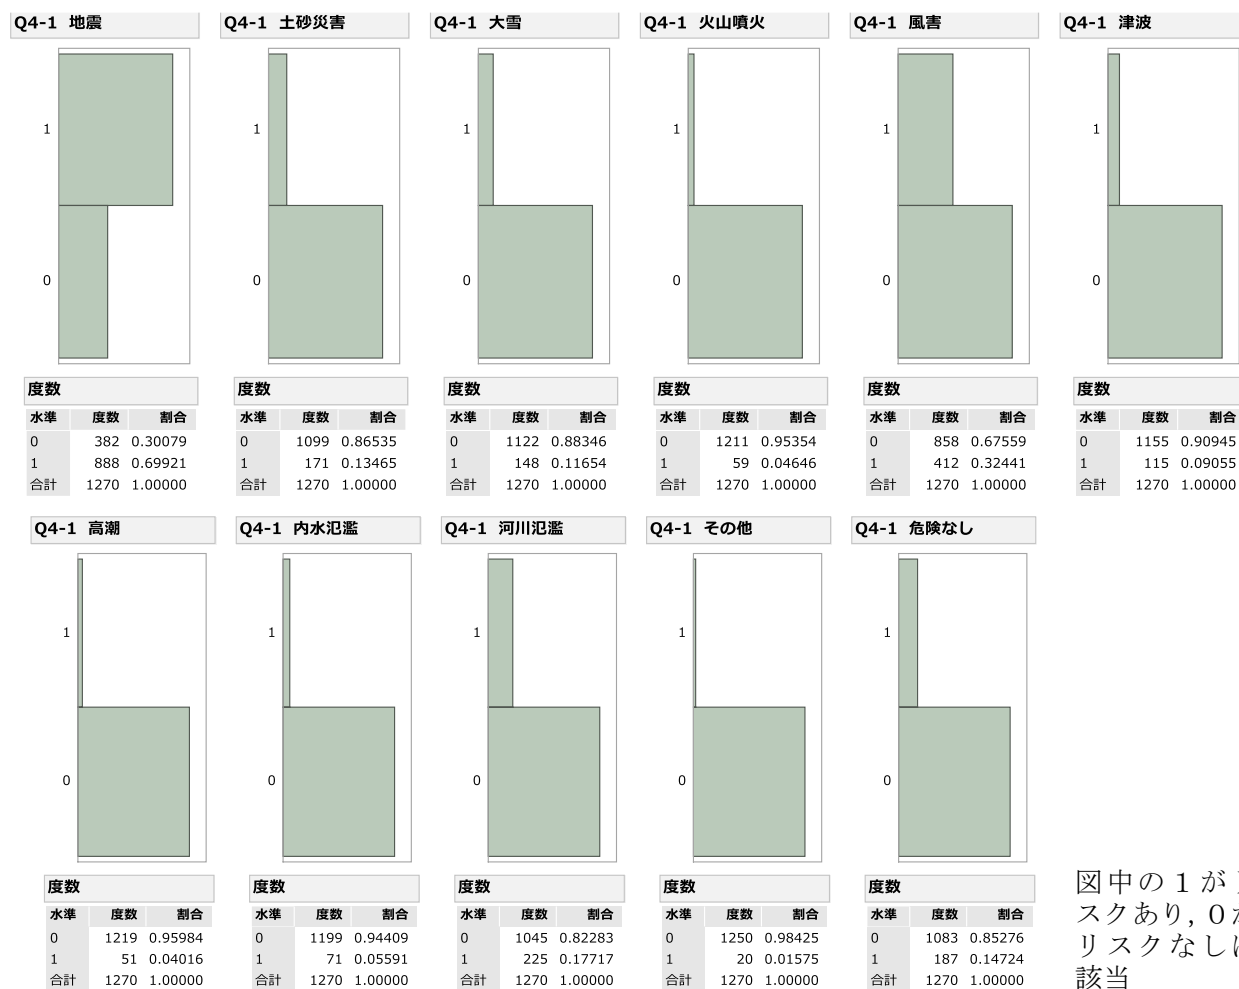 Q4-1 地震 Q4-1 土砂災害 Q4-1 大雪 Q4-1 火山噴火 Q4-1 風害 Q4-1 津波
1 1 1 1 1 1
0 0 0 0 0 0
度数 度数 度数 度数 度数 度数
水準 度数 割合 水準 度数 割合 水準 度数 割合 水準 度数 割合 水準 度数 割合 水準 度数 割合
0 382 0.30079 0 1099 0.86535 0 1122 0.88346 0 1211 0.95354 0 858 0.67559 0 1155 0.90945
1 888 0.69921 1 171 0.13465 1 148 0.11654 1 59 0.04646 1 412 0.32441 1 115 0.09055
合計 1270 1.00000 合計 1270 1.00000 合計 1270 1.00000 合計 1270 1.00000 合計 1270 1.00000 合計 1270 1.00000
Q4-1 高潮 Q4-1 内水氾濫 Q4-1 河川氾濫 Q4-1 その他 Q4-1 危険なし
1 1 1 1 1
0 0 0 0 0
度数 度数 度数 度数 度数
水準 度数 割合 水準 度数 割合 水準 度数 割合 水準 度数 割合 水準 度数 割合
0 1219 0.95984 0 1199 0.94409 0 1045 0.82283 0 1250 0.98425 0 1083 0.85276
1 51 0.04016 1 71 0.05591 1 225 0.17717 1 20 0.01575 1 187 0.14724
合計 1270 1.00000 合計 1270 1.00000 合計 1270 1.00000 合計 1270 1.00000 合計 1270 1.00000
図中の1が
スクあり,0
リスクなし
該当